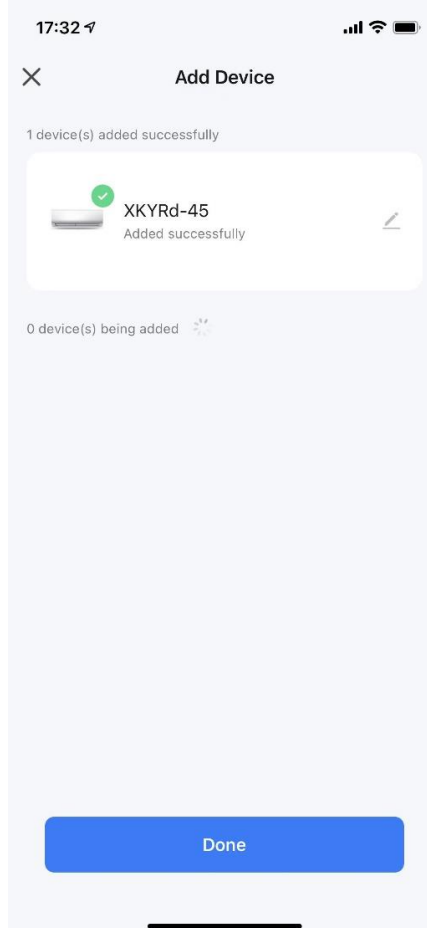 17:32
Add Device
1 device(s) added successfully
XKYRd-45
Added successfully
0 device(s) being added
Done